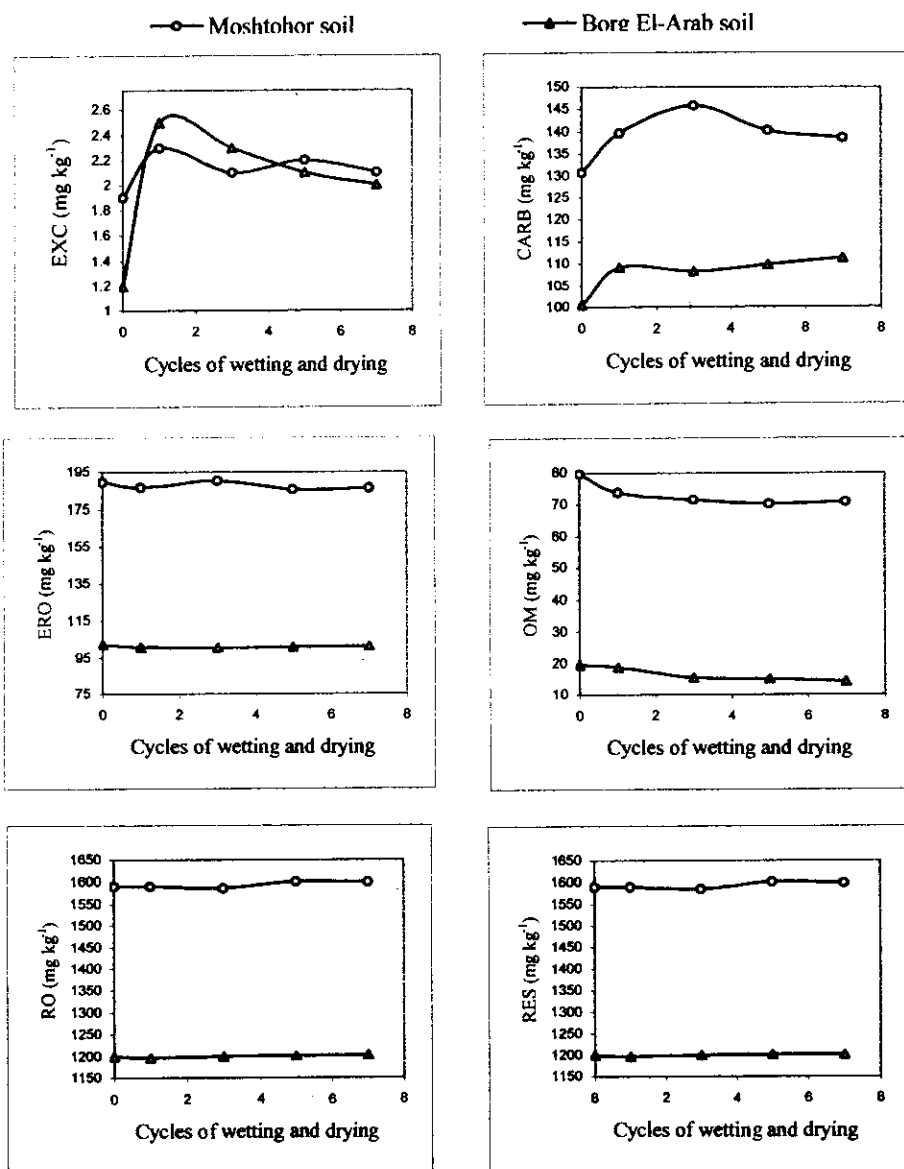 Moshtohor soil
Borg El-Arab soil
EXC (mg kg⁻¹)
2.6
2.4
2.2
2
1.8
1.6
1.4
1.2
1
0 2 4 6 8
Cycles of wetting and drying
CARB (mg kg⁻¹)
150
145
140
135
130
125
120
115
110
105
100
0 2 4 6 8
Cycles of wetting and drying
ERO (mg kg⁻¹)
195
175
155
135
115
95
75
0 2 4 6 8
Cycles of wetting and drying
OM (mg kg⁻¹)
80
70
60
50
40
30
20
10
0 2 4 6 8
Cycles of wetting and drying
RO (mg kg⁻¹)
1650
1600
1550
1500
1450
1400
1350
1300
1250
1200
1150
0 2 4 6 8
Cycles of wetting and drying
RES (mg kg⁻¹)
1650
1600
1550
1500
1450
1400
1350
1300
1250
1200
1150
2 4 6 8
Cycles of wetting and drying